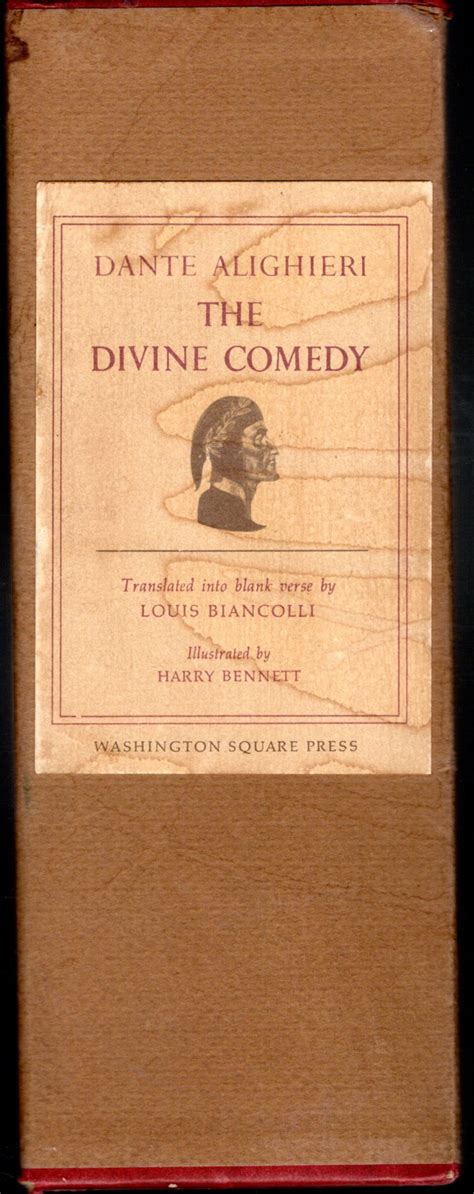 DANTE ALIGHIERI
THE
DIVINE COMEDY
Translated into blank verse by
LOUIS BIANCOLLI
Illustrated by
HARRY BENNETT
WASHINGTON SQUARE PRESS